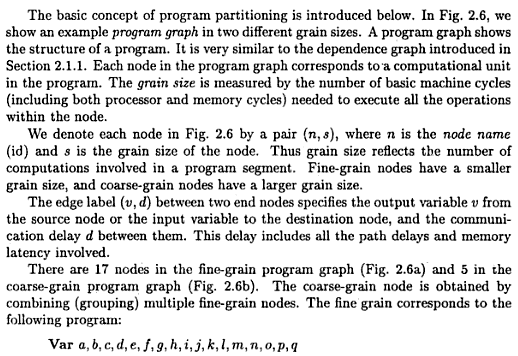 The basic concept of program partitioning is introduced below. In Fig. 2.6, we
show an example program graph in two different grain sizes. A program graph shows
the structure of a program. It is very similar to the dependence graph introduced in
Section 2.1.1. Each node in the program graph corresponds to a computational unit
in the program. The grain size is measured by the number of basic machine cycles
(including both processor and memory cycles) needed to execute all the operations
within the node.
We denote each node in Fig. 2.6 by a pair (n, s), where n is the node name
(id) and s is the grain size of the node. Thus grain size reflects the number of
computations involved in a program segment. Fine-grain nodes have a smaller
grain size, and coarse-grain nodes have a larger grain size.
The edge label (v, d) between two end nodes specifies the output variable v from
the source node or the input variable to the destination node, and the communi-
cation delay d between them. This delay includes all the path delays and memory
latency involved.
There are 17 nodes in the fine-grain program graph (Fig. 2.6a) and 5 in the
coarse-grain program graph (Fig. 2.6b). The coarse-grain node is obtained by
combining (grouping) multiple fine-grain nodes. The fine grain corresponds to the
following program:
Var a, b, c, d, e, f, g, h, i, j, k, l, m, n, o, p, q